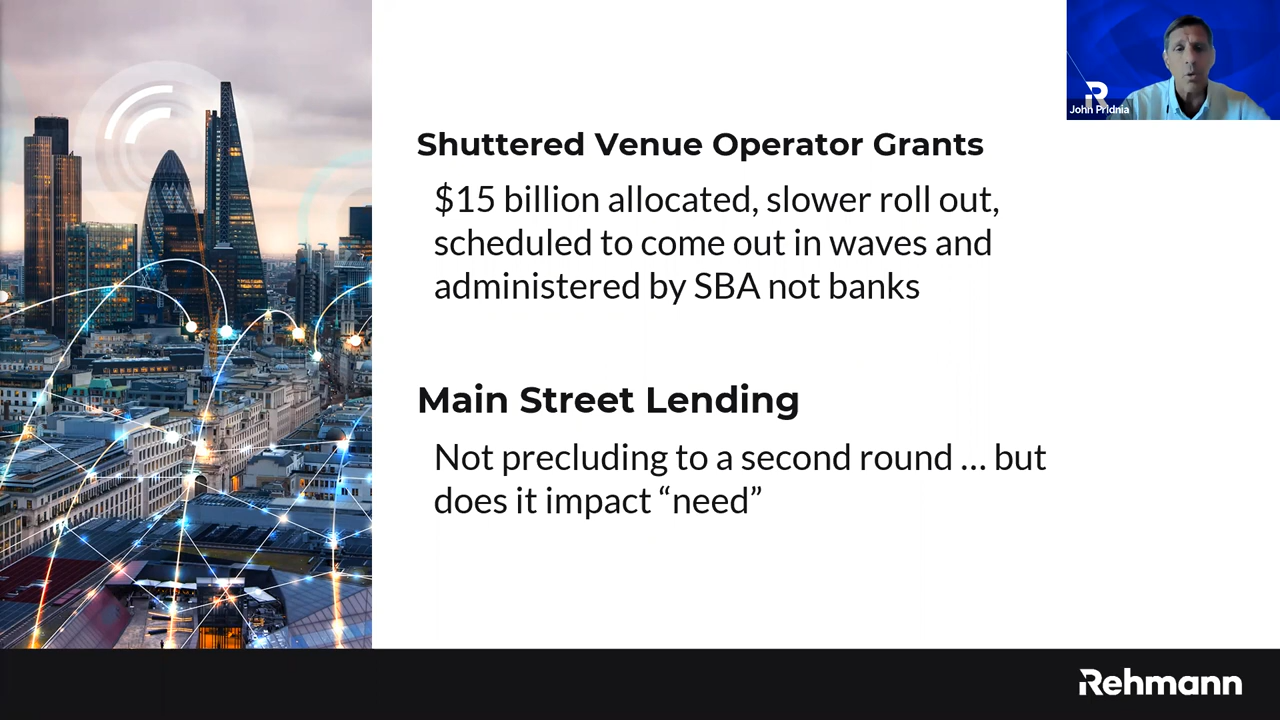 John Pridnia
Shuttered Venue Operator Grants
$15 billion allocated, slower roll out,
scheduled to come out in waves and
administered by SBA not banks
Main Street Lending
Not precluding to a second round ... but
does it impact “need”
Rehmann